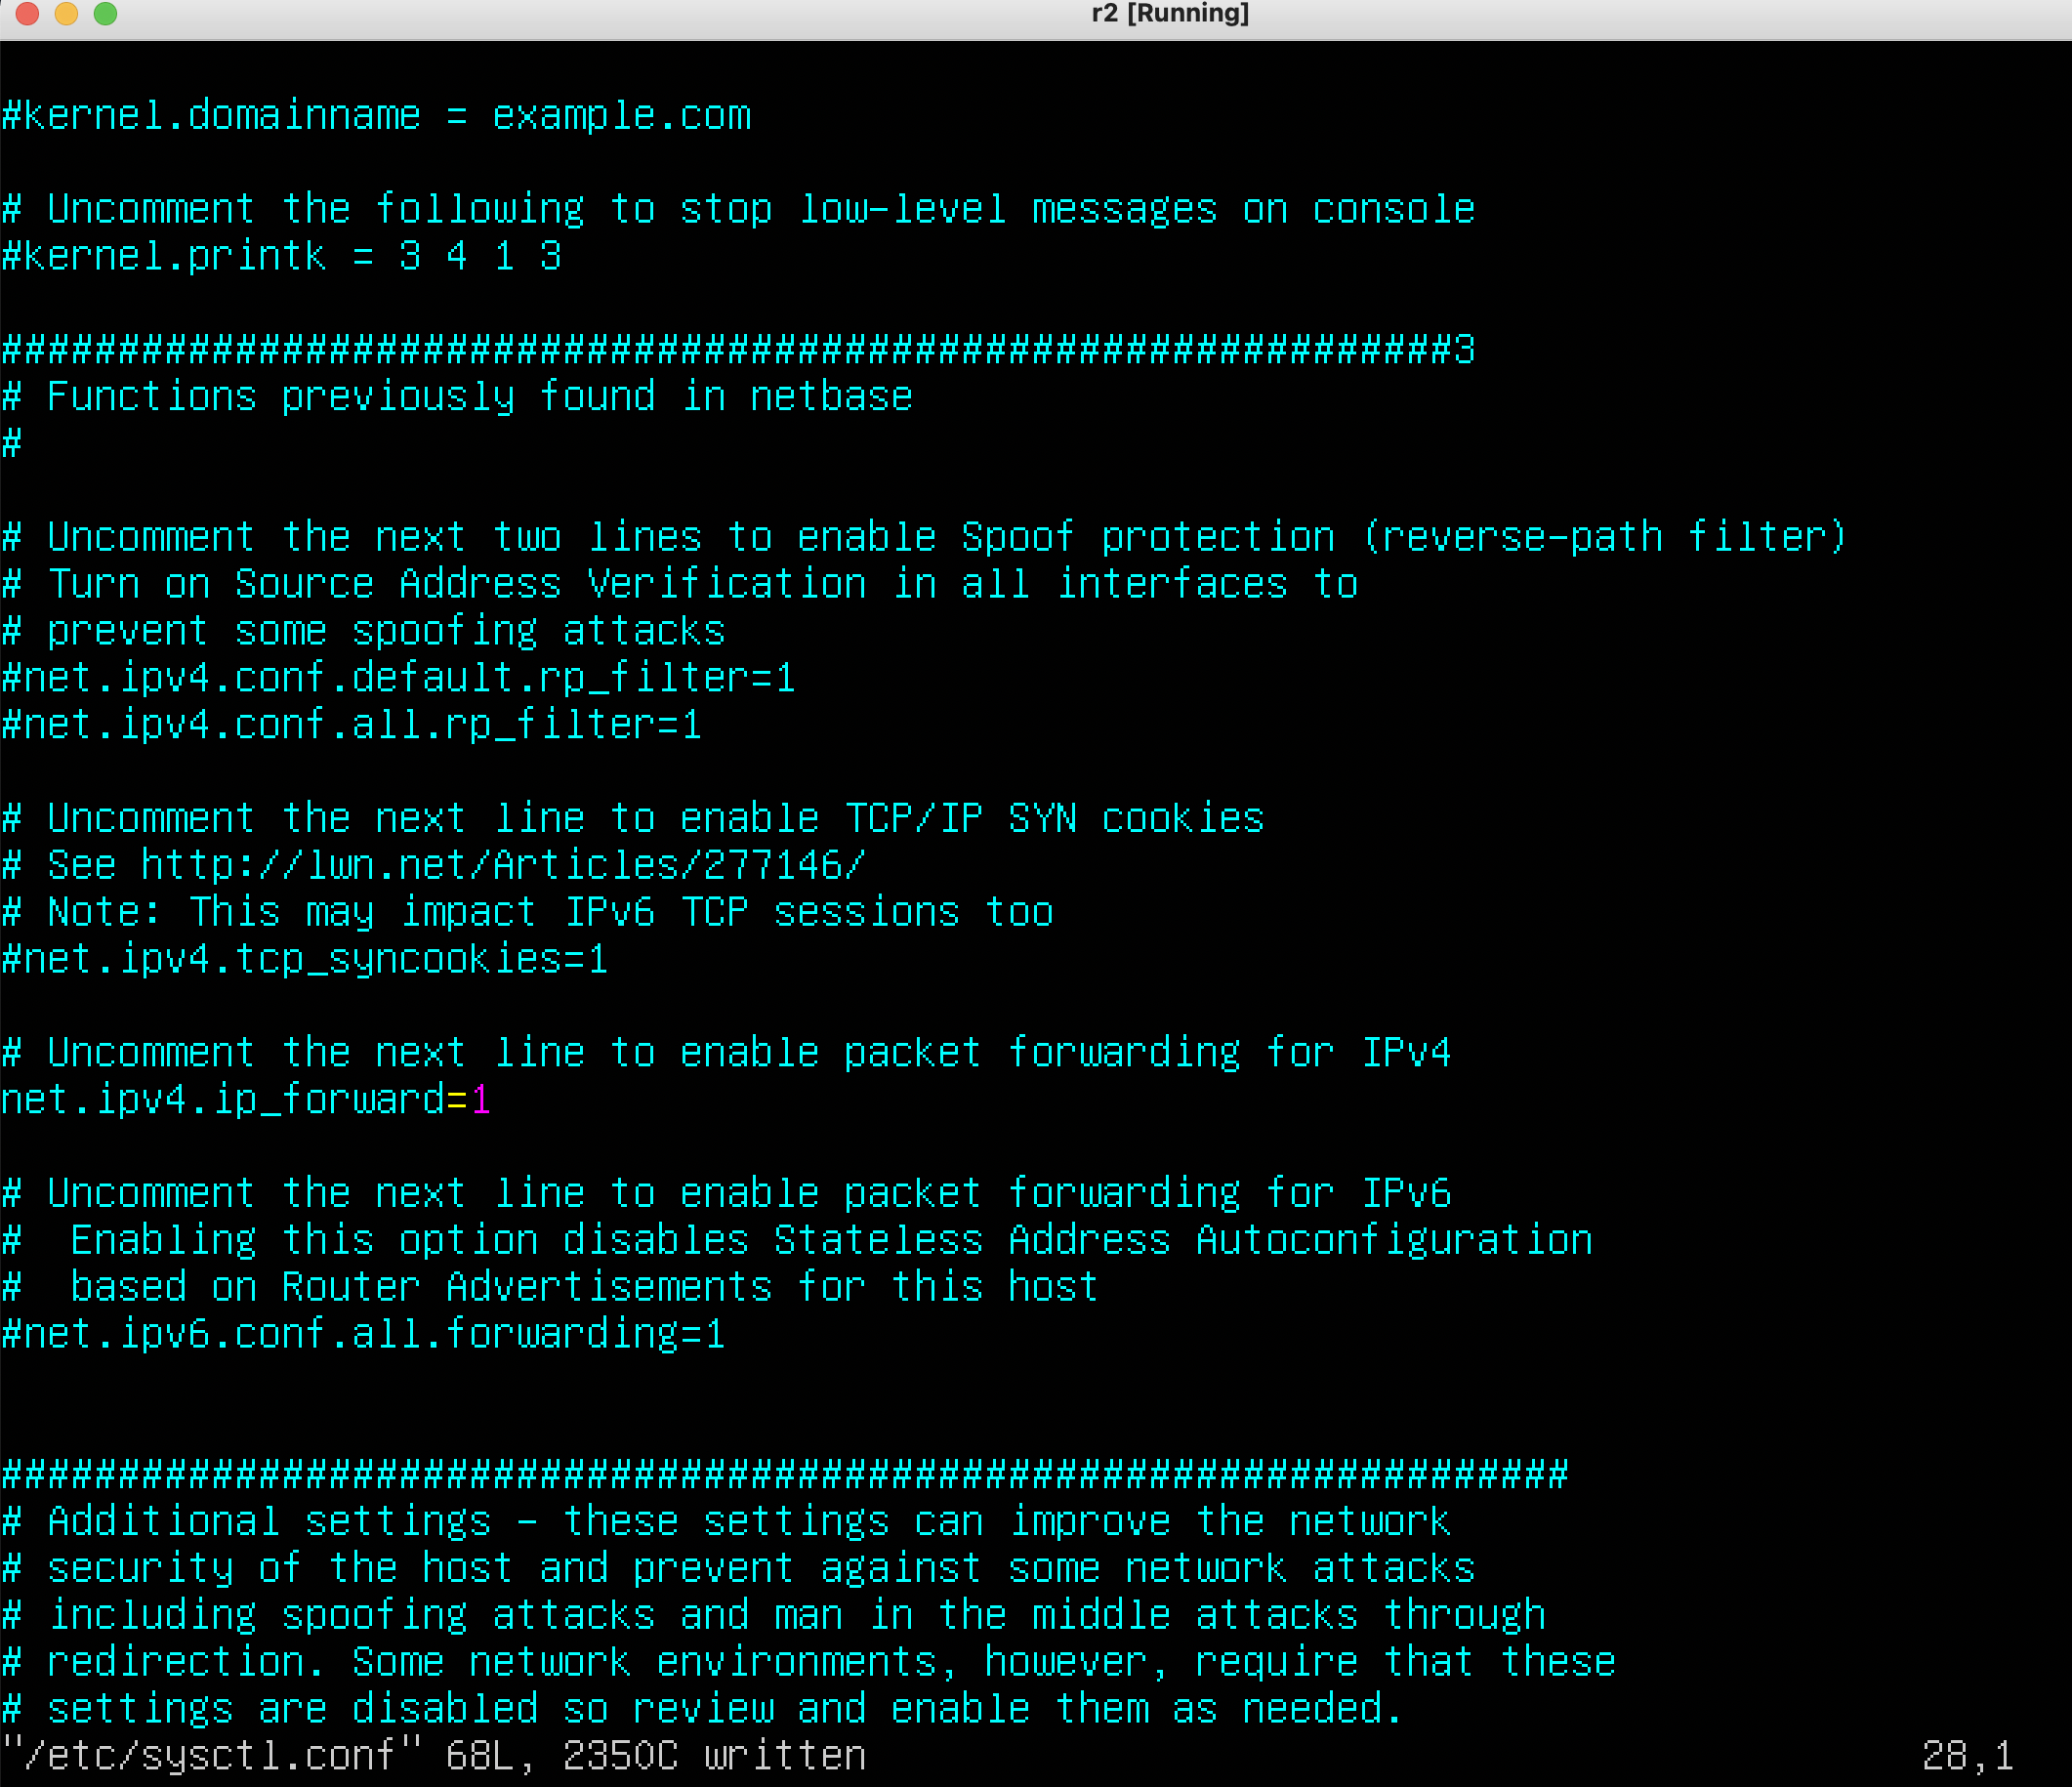 r2 [Running]
#kernel.domainname = example.com
# Uncomment the following to stop low-level messages on console
#kernel.printk = 3 4 1 3
##############################################################3
# Functions previously found in netbase
#
# Uncomment the next two lines to enable Spoof protection (reverse-path filter)
# Turn on Source Address Verification in all interfaces to
# prevent some spoofing attacks
#net.ipv4.conf.default.rp_filter=1
#net.ipv4.conf.all.rp_filter=1
# Uncomment the next line to enable TCP/IP SYN cookies
# See http://lwn.net/Articles/277146/
# Note: This may impact IPv6 TCP sessions too
#net.ipv4.tcp_syncookies=1
# Uncomment the next line to enable packet forwarding for IPv4
net.ipv4.ip_forward=1
# Uncomment the next line to enable packet forwarding for IPv6
#  Enabling this option disables Stateless Address Autoconfiguration
#  based on Router Advertisements for this host
#net.ipv6.conf.all.forwarding=1
###################################################################
# Additional settings - these settings can improve the network
# security of the host and prevent against some network attacks
# including spoofing attacks and man in the middle attacks through
# redirection. Some network environments, however, require that these
# settings are disabled so review and enable them as needed.
"/etc/sysctl.conf" 68L, 2350C written 28,1